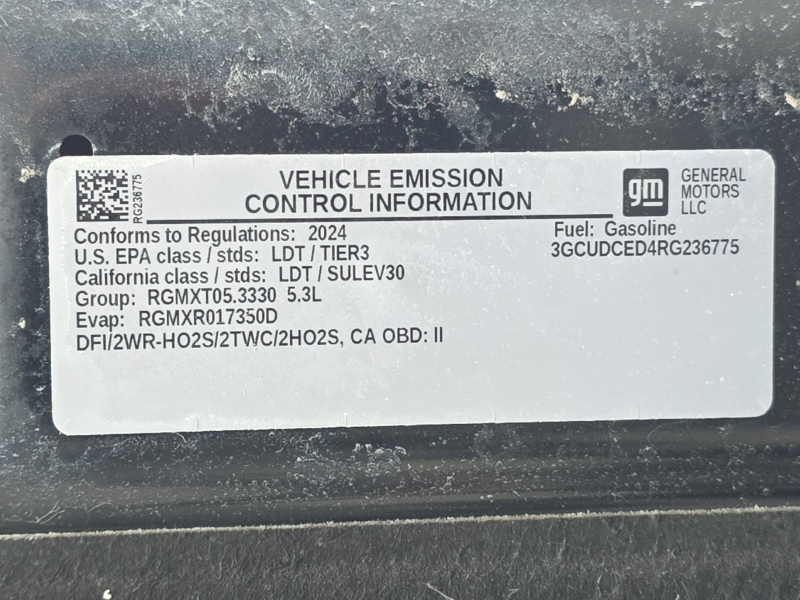 RG236775
VEHICLE EMISSION
CONTROL INFORMATION
gm
GENERAL
MOTORS
LLC
Conforms to Regulations: 2024
U.S. EPA class / stds: LDT / TIER3
California class / stds: LDT / SULEV30
Group: RGMXT05.3330 5.3L
Evap: RGMXR017350D
DFI/2WR-HO2S/2TWC/2HO2S, CA OBD: II
Fuel: Gasoline
3GCUDCED4RG236775